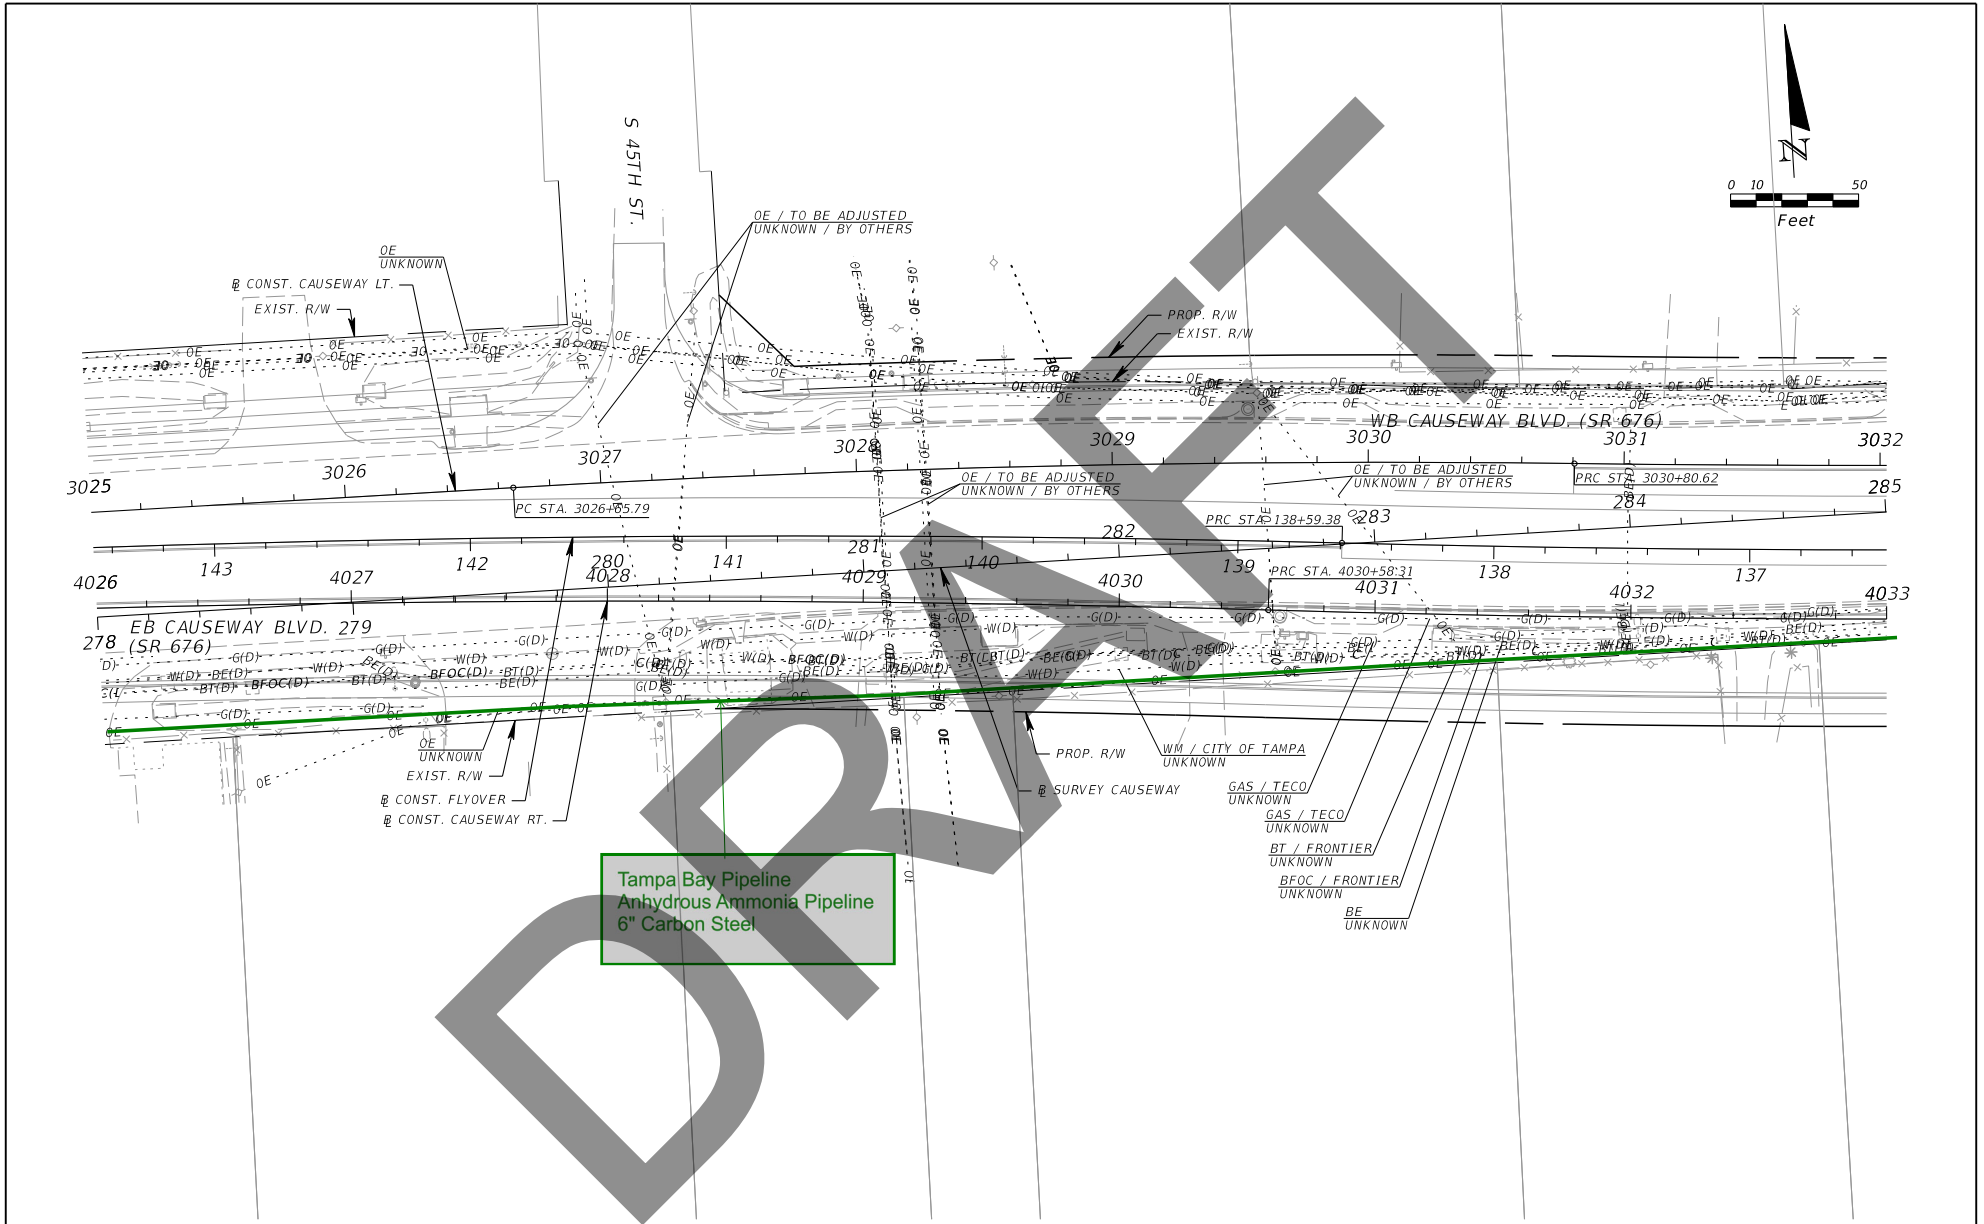 S 45TH ST.
N
0 10 50
Feet
OE / TO BE ADJUSTED
UNKNOWN / BY OTHERS
OE
UNKNOWN
B CONST. CAUSEWAY LT.
EXIST. R/W
PROP. R/W
EXIST. R/W
WB CAUSEWAY BLVD. (SR 676)
3025
3026
3027
3028
3029
3030
3031
3032
OE / TO BE ADJUSTED
UNKNOWN / BY OTHERS
OE / TO BE ADJUSTED
UNKNOWN / BY OTHERS
PC STA. 3026+65.79
PRC STA. 3030+80.62
PRC STA. 138+59.38
PRC STA. 4030+58.31
278
279
280
281
282
283
284
285
143
142
141
140
139
138
137
4026
4027
4028
4029
4030
4031
4032
4033
EB CAUSEWAY BLVD.
(SR 676)
G(D)
W(D)
BE(D)
BT(D)
BFOC(D)
OE
OE
UNKNOWN
EXIST. R/W
B CONST. FLYOVER
B CONST. CAUSEWAY RT.
PROP. R/W
B SURVEY CAUSEWAY
WM / CITY OF TAMPA
UNKNOWN
GAS / TECO
UNKNOWN
GAS / TECO
UNKNOWN
BT / FRONTIER
UNKNOWN
BFOC / FRONTIER
UNKNOWN
BE
UNKNOWN
Tampa Bay Pipeline
Anhydrous Ammonia Pipeline
6" Carbon Steel
DRAFT